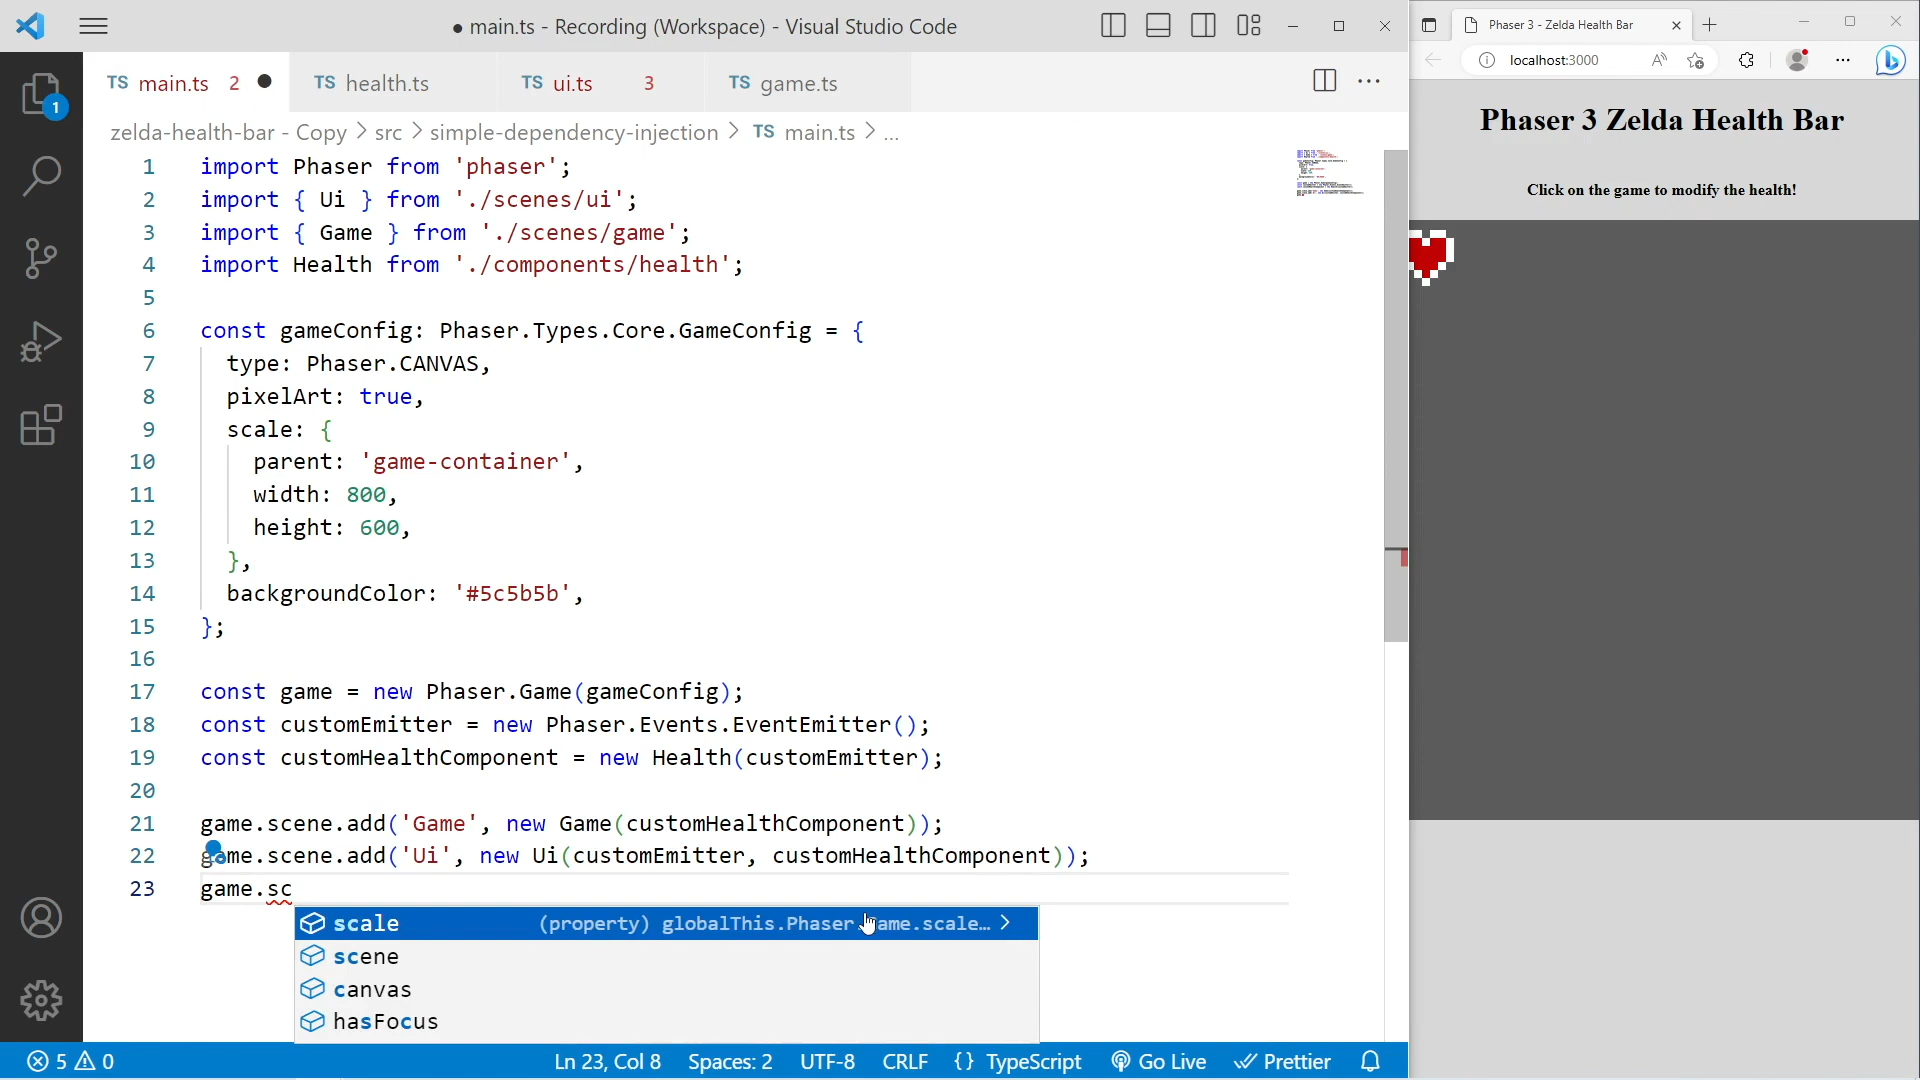 ● main.ts - Recording (Workspace) - Visual Studio Code
TS main.ts 2 ●
TS health.ts
TS ui.ts 3
TS game.ts
zelda-health-bar - Copy > src > simple-dependency-injection > TS main.ts > ...
1 import Phaser from 'phaser';
2 import { Ui } from './scenes/ui';
3 import { Game } from './scenes/game';
4 import Health from './components/health';
5
6 const gameConfig: Phaser.Types.Core.GameConfig = {
7 type: Phaser.CANVAS,
8 pixelArt: true,
9 scale: {
10 parent: 'game-container',
11 width: 800,
12 height: 600,
13 },
14 backgroundColor: '#5c5b5b',
15 };
16
17 const game = new Phaser.Game(gameConfig);
18 const customEmitter = new Phaser.Events.EventEmitter();
19 const customHealthComponent = new Health(customEmitter);
20
21 game.scene.add('Game', new Game(customHealthComponent));
22 game.scene.add('Ui', new Ui(customEmitter, customHealthComponent));
23 game.sc
scale (property) globalThis.Phaser.Game.scale… >
scene
canvas
hasFocus
1
5 0
Ln 23, Col 8
Spaces: 2
UTF-8
CRLF
{} TypeScript
Go Live
Prettier
Phaser 3 - Zelda Health Bar
localhost:3000
Phaser 3 Zelda Health Bar
Click on the game to modify the health!